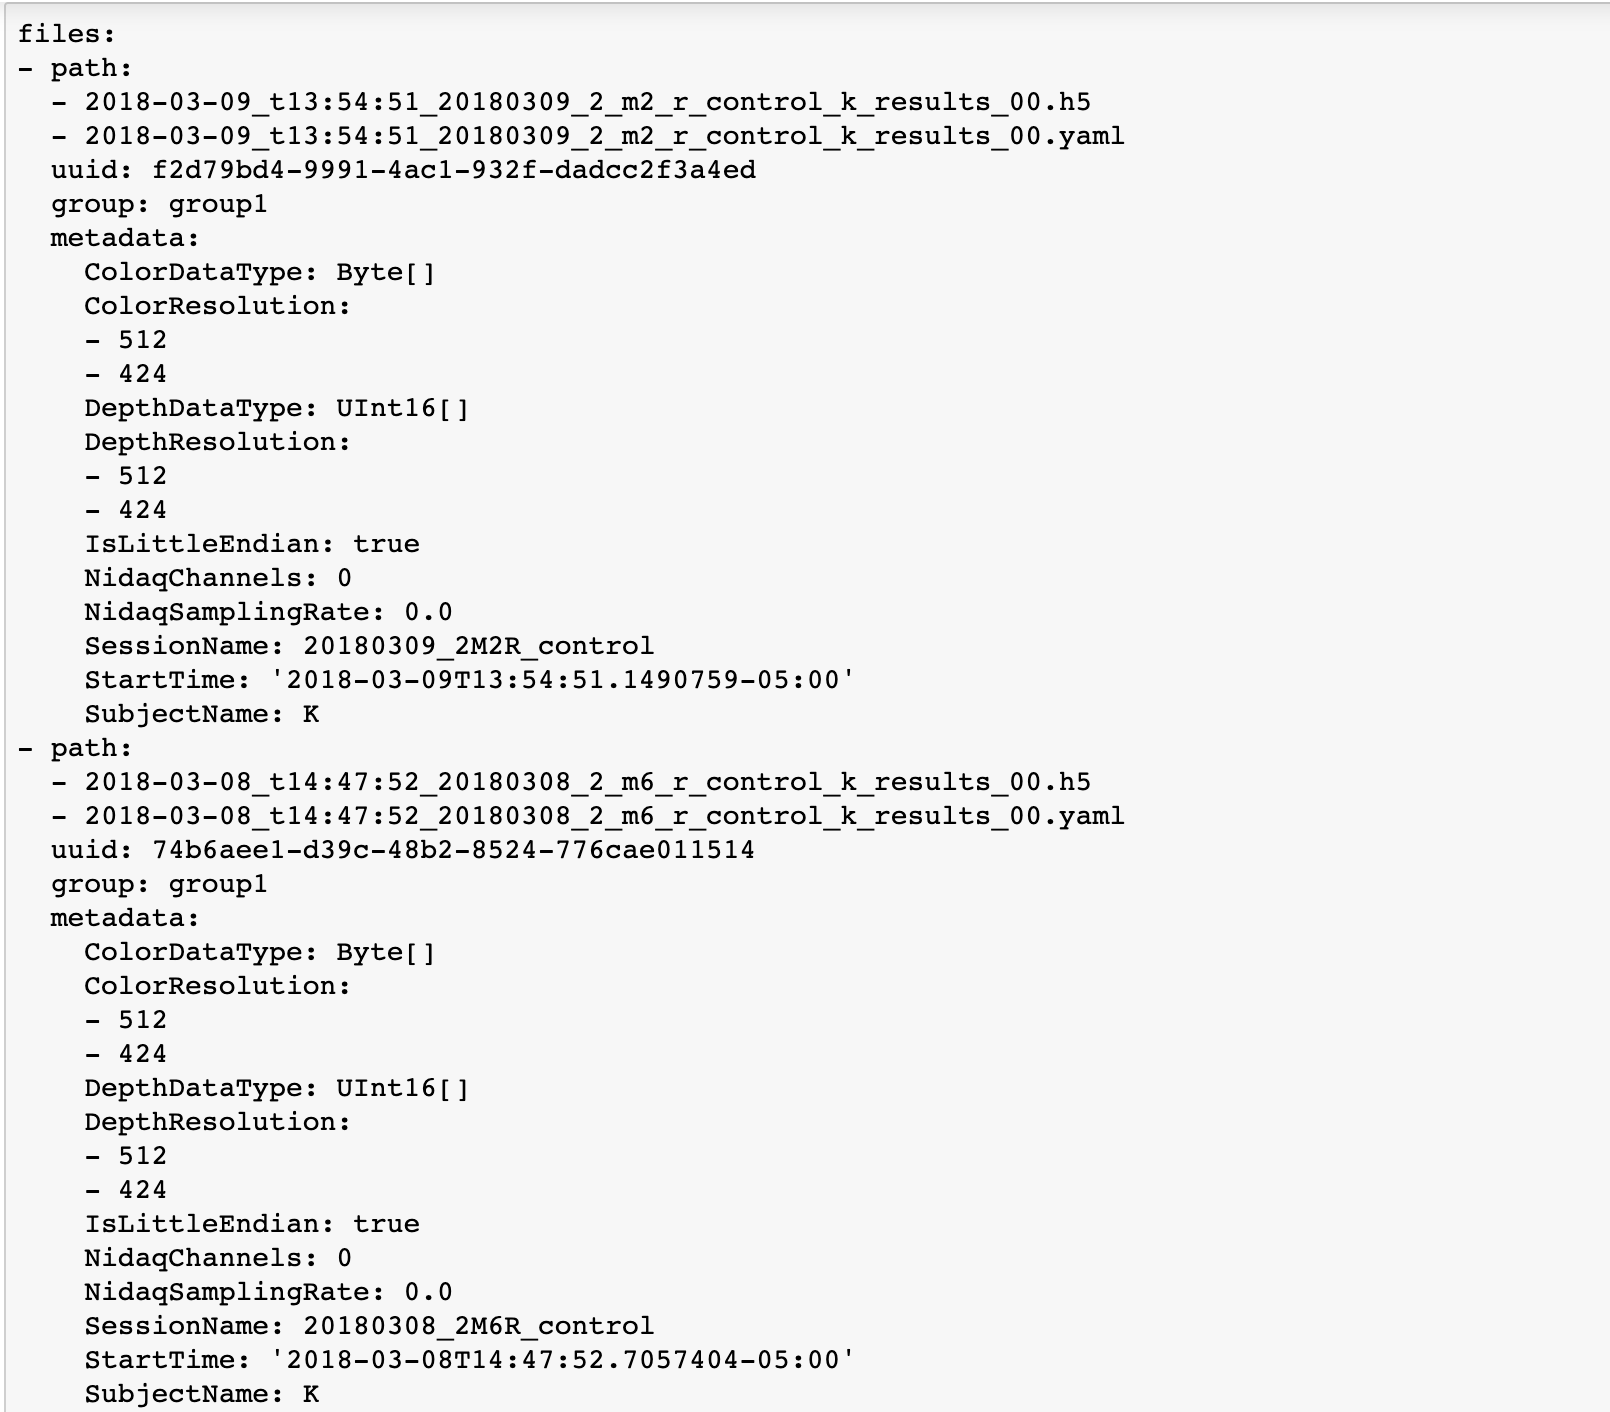 files:
- path:
  - 2018-03-09_t13:54:51_20180309_2_m2_r_control_k_results_00.h5
  - 2018-03-09_t13:54:51_20180309_2_m2_r_control_k_results_00.yaml
  uuid: f2d79bd4-9991-4ac1-932f-dadcc2f3a4ed
  group: group1
  metadata:
    ColorDataType: Byte[]
    ColorResolution:
    - 512
    - 424
    DepthDataType: UInt16[]
    DepthResolution:
    - 512
    - 424
    IsLittleEndian: true
    NidaqChannels: 0
    NidaqSamplingRate: 0.0
    SessionName: 20180309_2M2R_control
    StartTime: '2018-03-09T13:54:51.1490759-05:00'
    SubjectName: K
- path:
  - 2018-03-08_t14:47:52_20180308_2_m6_r_control_k_results_00.h5
  - 2018-03-08_t14:47:52_20180308_2_m6_r_control_k_results_00.yaml
  uuid: 74b6aee1-d39c-48b2-8524-776cae011514
  group: group1
  metadata:
    ColorDataType: Byte[]
    ColorResolution:
    - 512
    - 424
    DepthDataType: UInt16[]
    DepthResolution:
    - 512
    - 424
    IsLittleEndian: true
    NidaqChannels: 0
    NidaqSamplingRate: 0.0
    SessionName: 20180308_2M6R_control
    StartTime: '2018-03-08T14:47:52.7057404-05:00'
    SubjectName: K